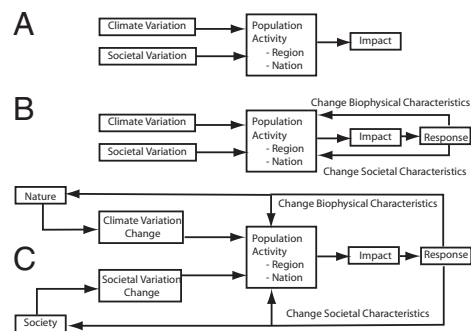 A
Climate Variation
Societal Variation
Population
Activity
- Region
- Nation
Impact
B
Change Biophysical Characteristics
Climate Variation
Societal Variation
Population
Activity
- Region
- Nation
Impact
Response
Change Societal Characteristics
C
Nature
Change Biophysical Characteristics
Climate Variation
Change
Societal Variation
Change
Population
Activity
- Region
- Nation
Impact
Response
Change Societal Characteristics
Society